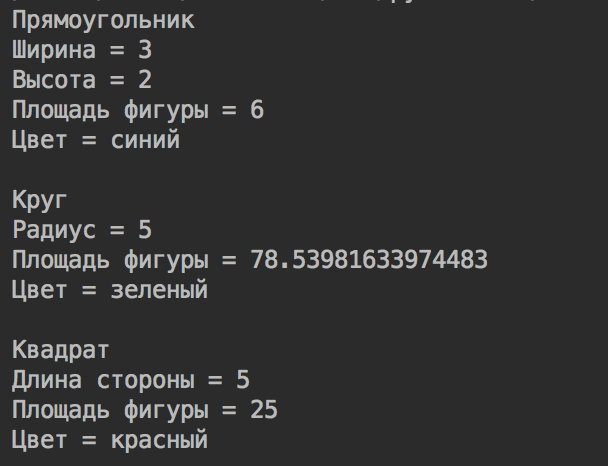 Прямоугольник
Ширина = 3
Высота = 2
Площадь фигуры = 6
Цвет = синий
Круг
Радиус = 5
Площадь фигуры = 78.53981633974483
Цвет = зеленый
Квадрат
Длина стороны = 5
Площадь фигуры = 25
Цвет = красный